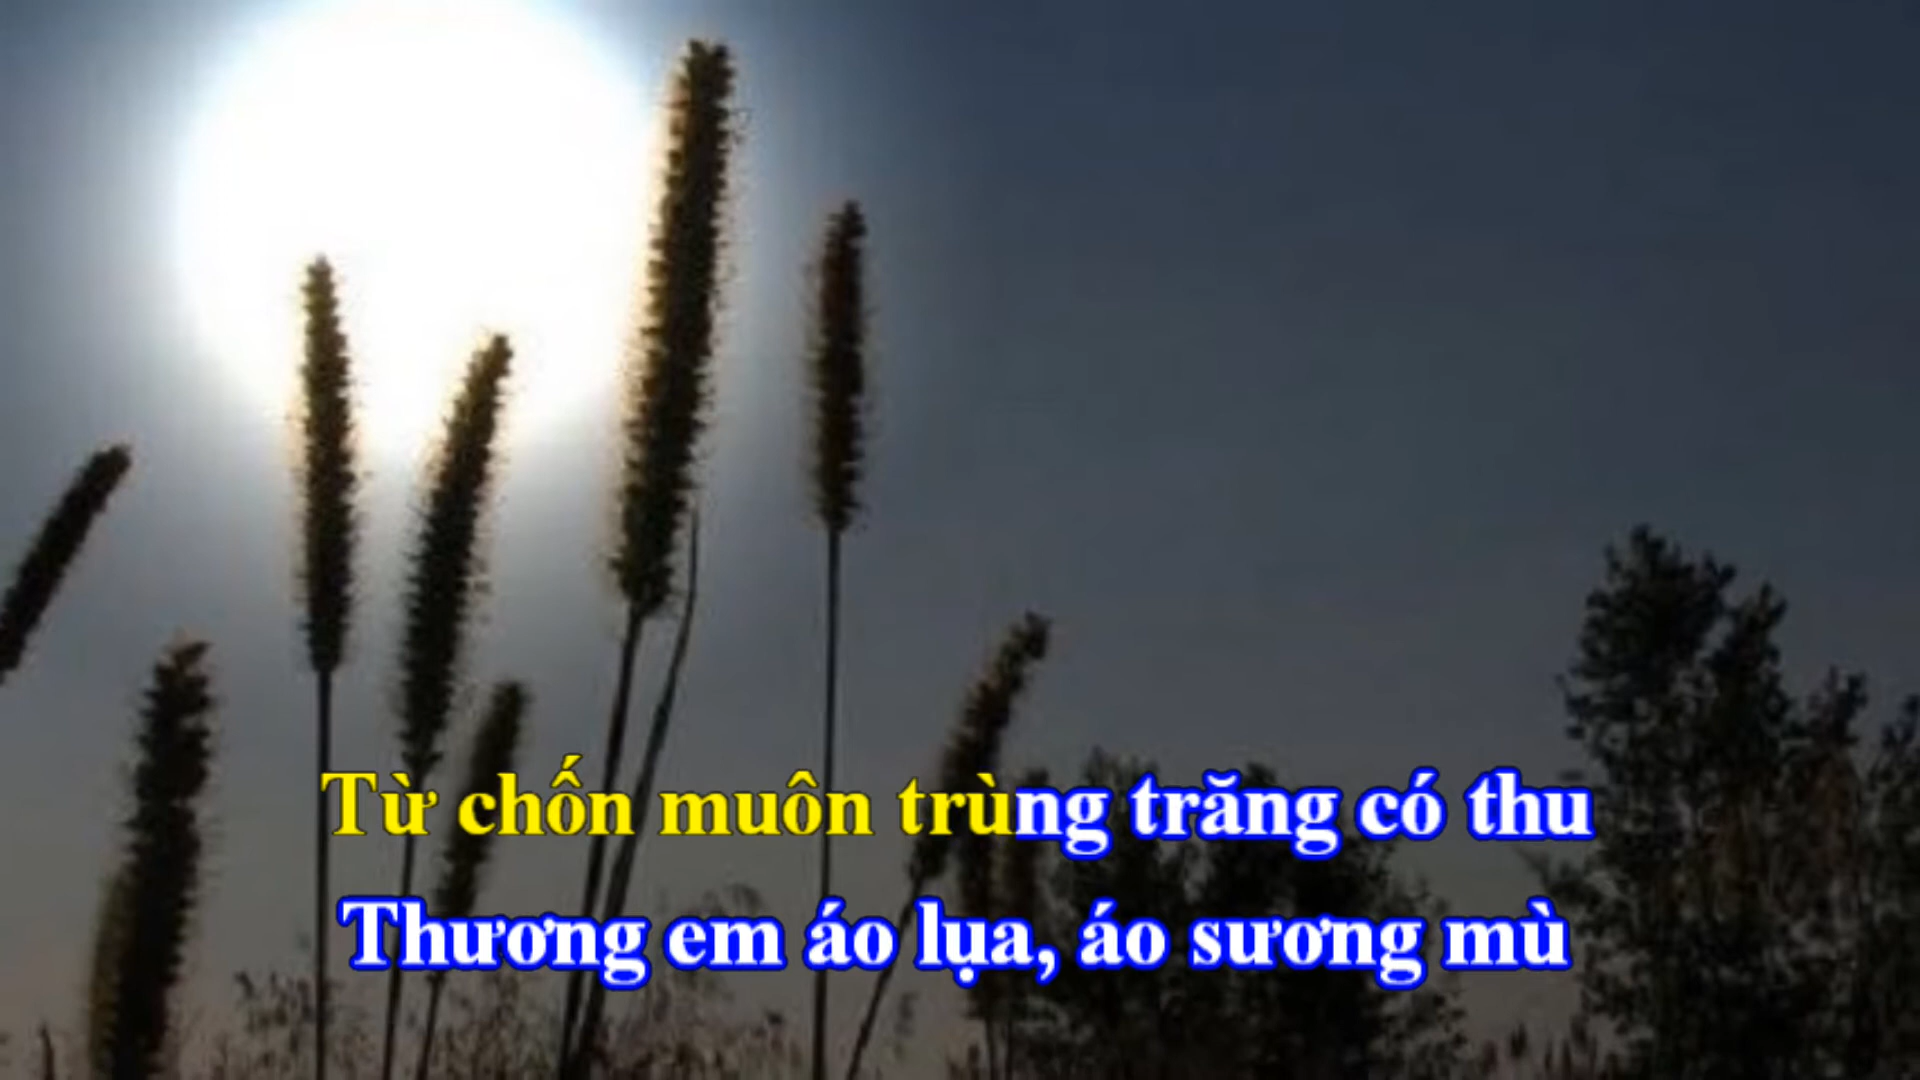 Từ chốn muôn trùng trăng có thu
Thương em áo lụa, áo sương mù